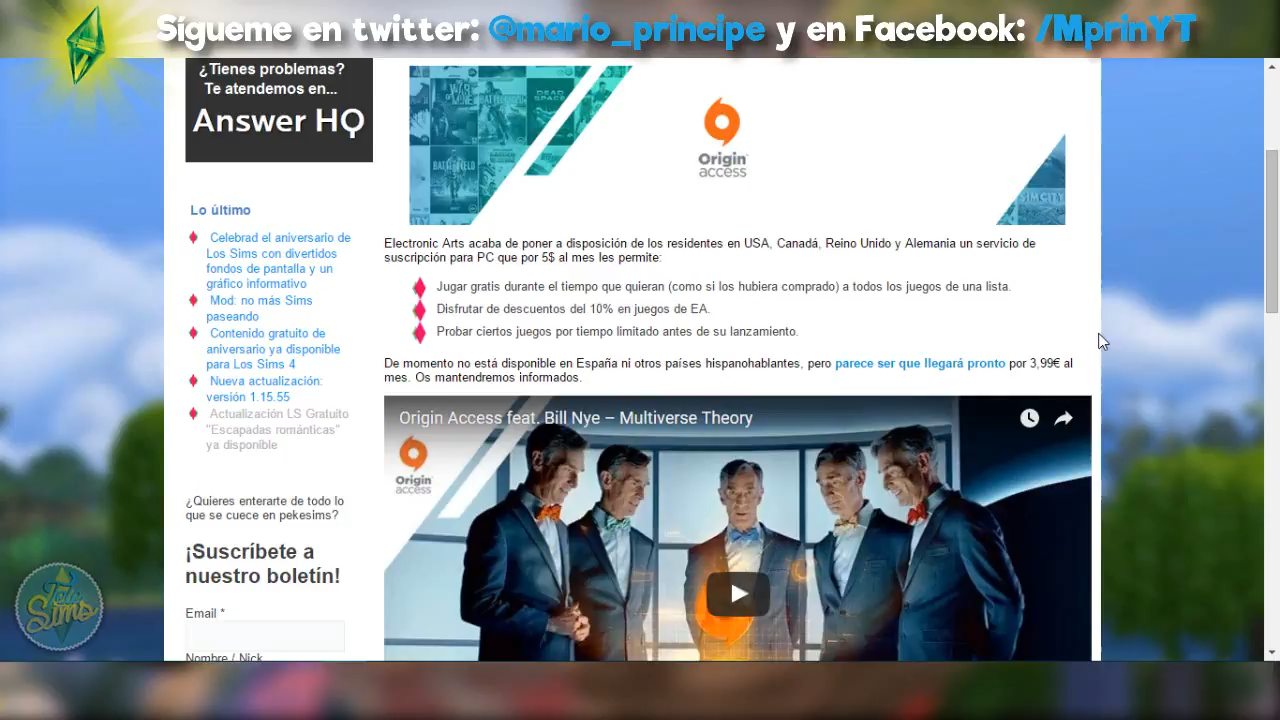 Sígueme en twitter: @mario_principe y en Facebook: /MprinYT
¿Tienes problemas?
Te atendemos en...
Answer HQ
Lo último
Celebrad el aniversario de
Los Sims con divertidos
fondos de pantalla y un
gráfico informativo
Mod: no más Sims
paseando
Contenido gratuito de
aniversario ya disponible
para Los Sims 4
Nueva actualización:
versión 1.15.55
Actualización LS Gratuito
"Escapadas románticas"
ya disponible
¿Quieres enterarte de todo lo
que se cuece en pekesims?
¡Suscríbete a
nuestro boletín!
Email *
Nombre / Nick
DEAD
SPACE
BATTLEFIELD
Origin
access
SIMCITY
Electronic Arts acaba de poner a disposición de los residentes en USA, Canadá, Reino Unido y Alemania un servicio de
suscripción para PC que por 5$ al mes les permite:
Jugar gratis durante el tiempo que quieran (como si los hubiera comprado) a todos los juegos de una lista.
Disfrutar de descuentos del 10% en juegos de EA.
Probar ciertos juegos por tiempo limitado antes de su lanzamiento.
De momento no está disponible en España ni otros países hispanohablantes, pero parece ser que llegará pronto por 3,99€ al
mes. Os mantendremos informados.
Origin Access feat. Bill Nye – Multiverse Theory
Origin
access
Sims